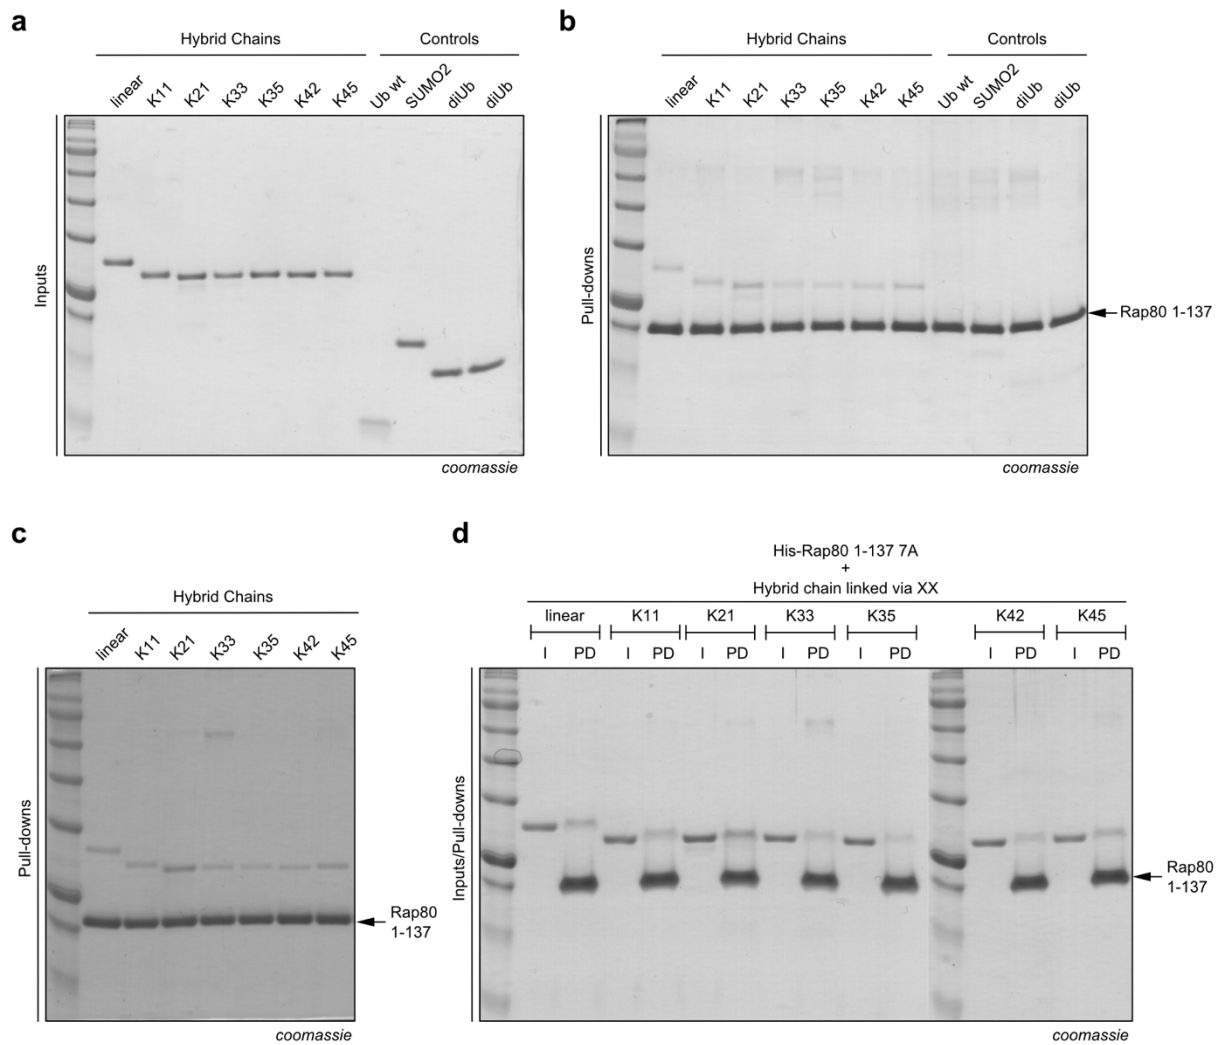 a
Hybrid Chains
Controls
linear K11 K21 K33 K35 K42 K45 Ub wt SUMO2 diUb diUb
Inputs
coomassie
b
Hybrid Chains
Controls
linear K11 K21 K33 K35 K42 K45 Ub wt SUMO2 diUb diUb
Pull-downs
Rap80 1-137
coomassie
c
Hybrid Chains
linear K11 K21 K33 K35 K42 K45
Pull-downs
Rap80
1-137
coomassie
d
His-Rap80 1-137 7A
+
Hybrid chain linked via XX
linear K11 K21 K33 K35 K42 K45
I PD I PD I PD I PD I PD I PD I PD
Inputs/Pull-downs
Rap80
1-137
coomassie